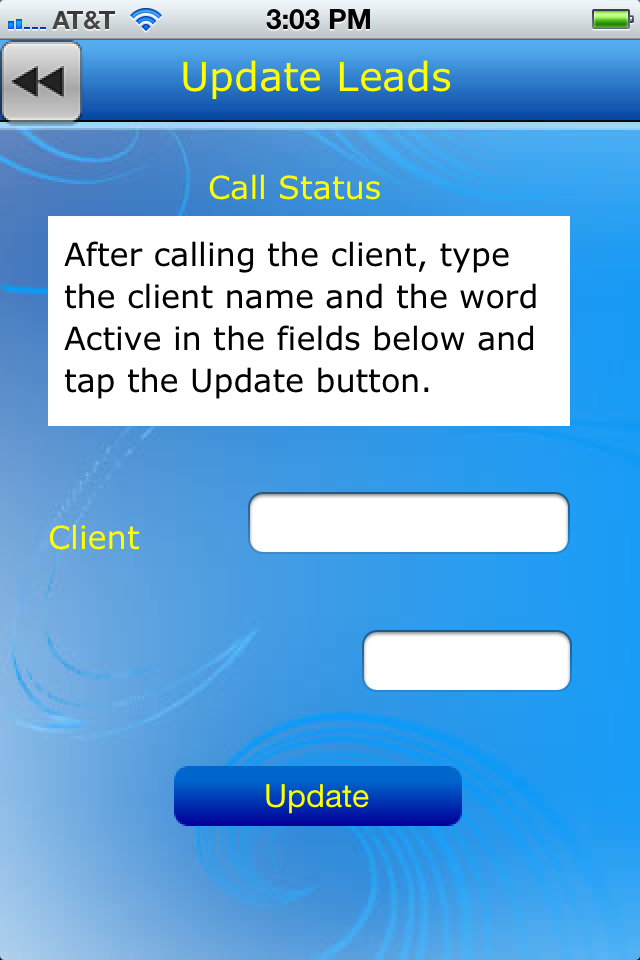 AT&T 3:03 PM
Update Leads
Call Status
After calling the client, type
the client name and the word
Active in the fields below and
tap the Update button.
Client
Update